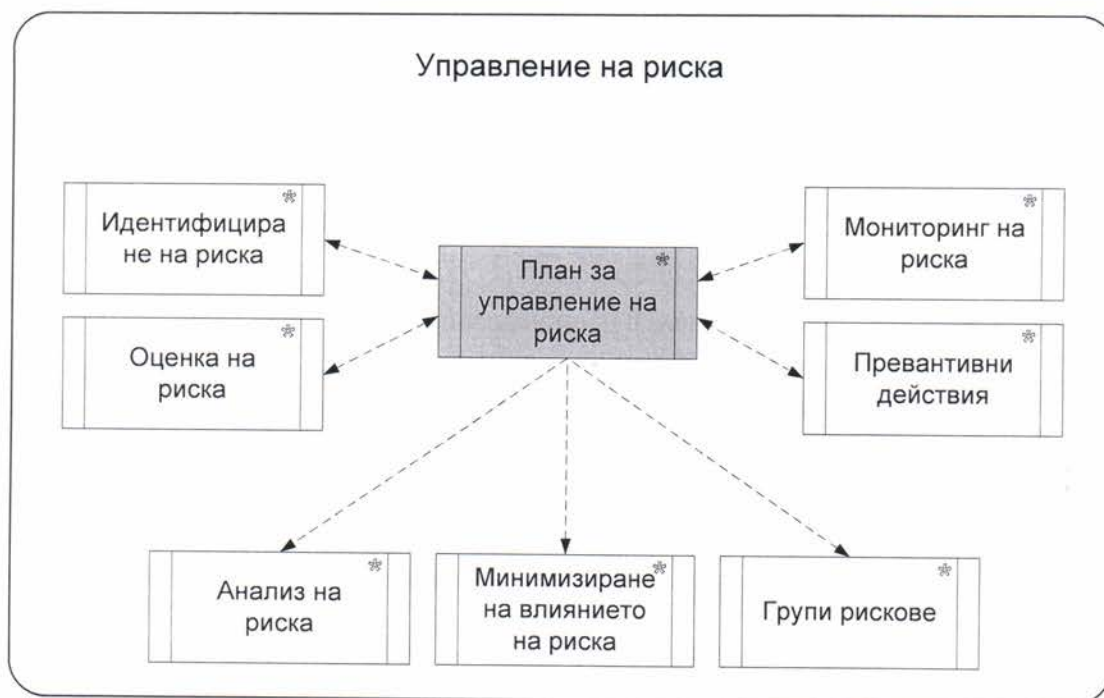 Управление на риска
Идентифицира
не на риска
План за
управление на
риска
Мониторинг на
риска
Оценка на
риска
Превантивни
действия
Анализ на
риска
Минимизиране
на влиянието
на риска
Групи рискове